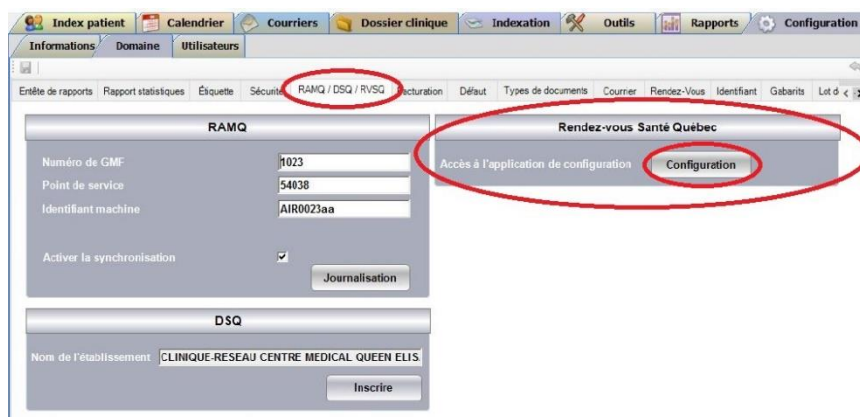 Index patient Calendrier Courriers Dossier clinique Indexation Outils Rapports Configuration
Informations Domaine Utilisateurs
Entête de rapports Rapport statistiques Étiquette Sécurité RAMQ / DSQ / RVSQ Facturation Défaut Types de documents Courrier Rendez-Vous Identifiant Gabarits Lot d
RAMQ
Numéro de GMF 1023
Point de service 54038
Identifiant machine AIR0023aa
Activer la synchronisation
Journalisation
DSQ
Nom de l'établissement CLINIQUE-RESEAU CENTRE MEDICAL QUEEN ELIS
Inscrire
Rendez-vous Santé Québec
Accès à l'application de configuration Configuration